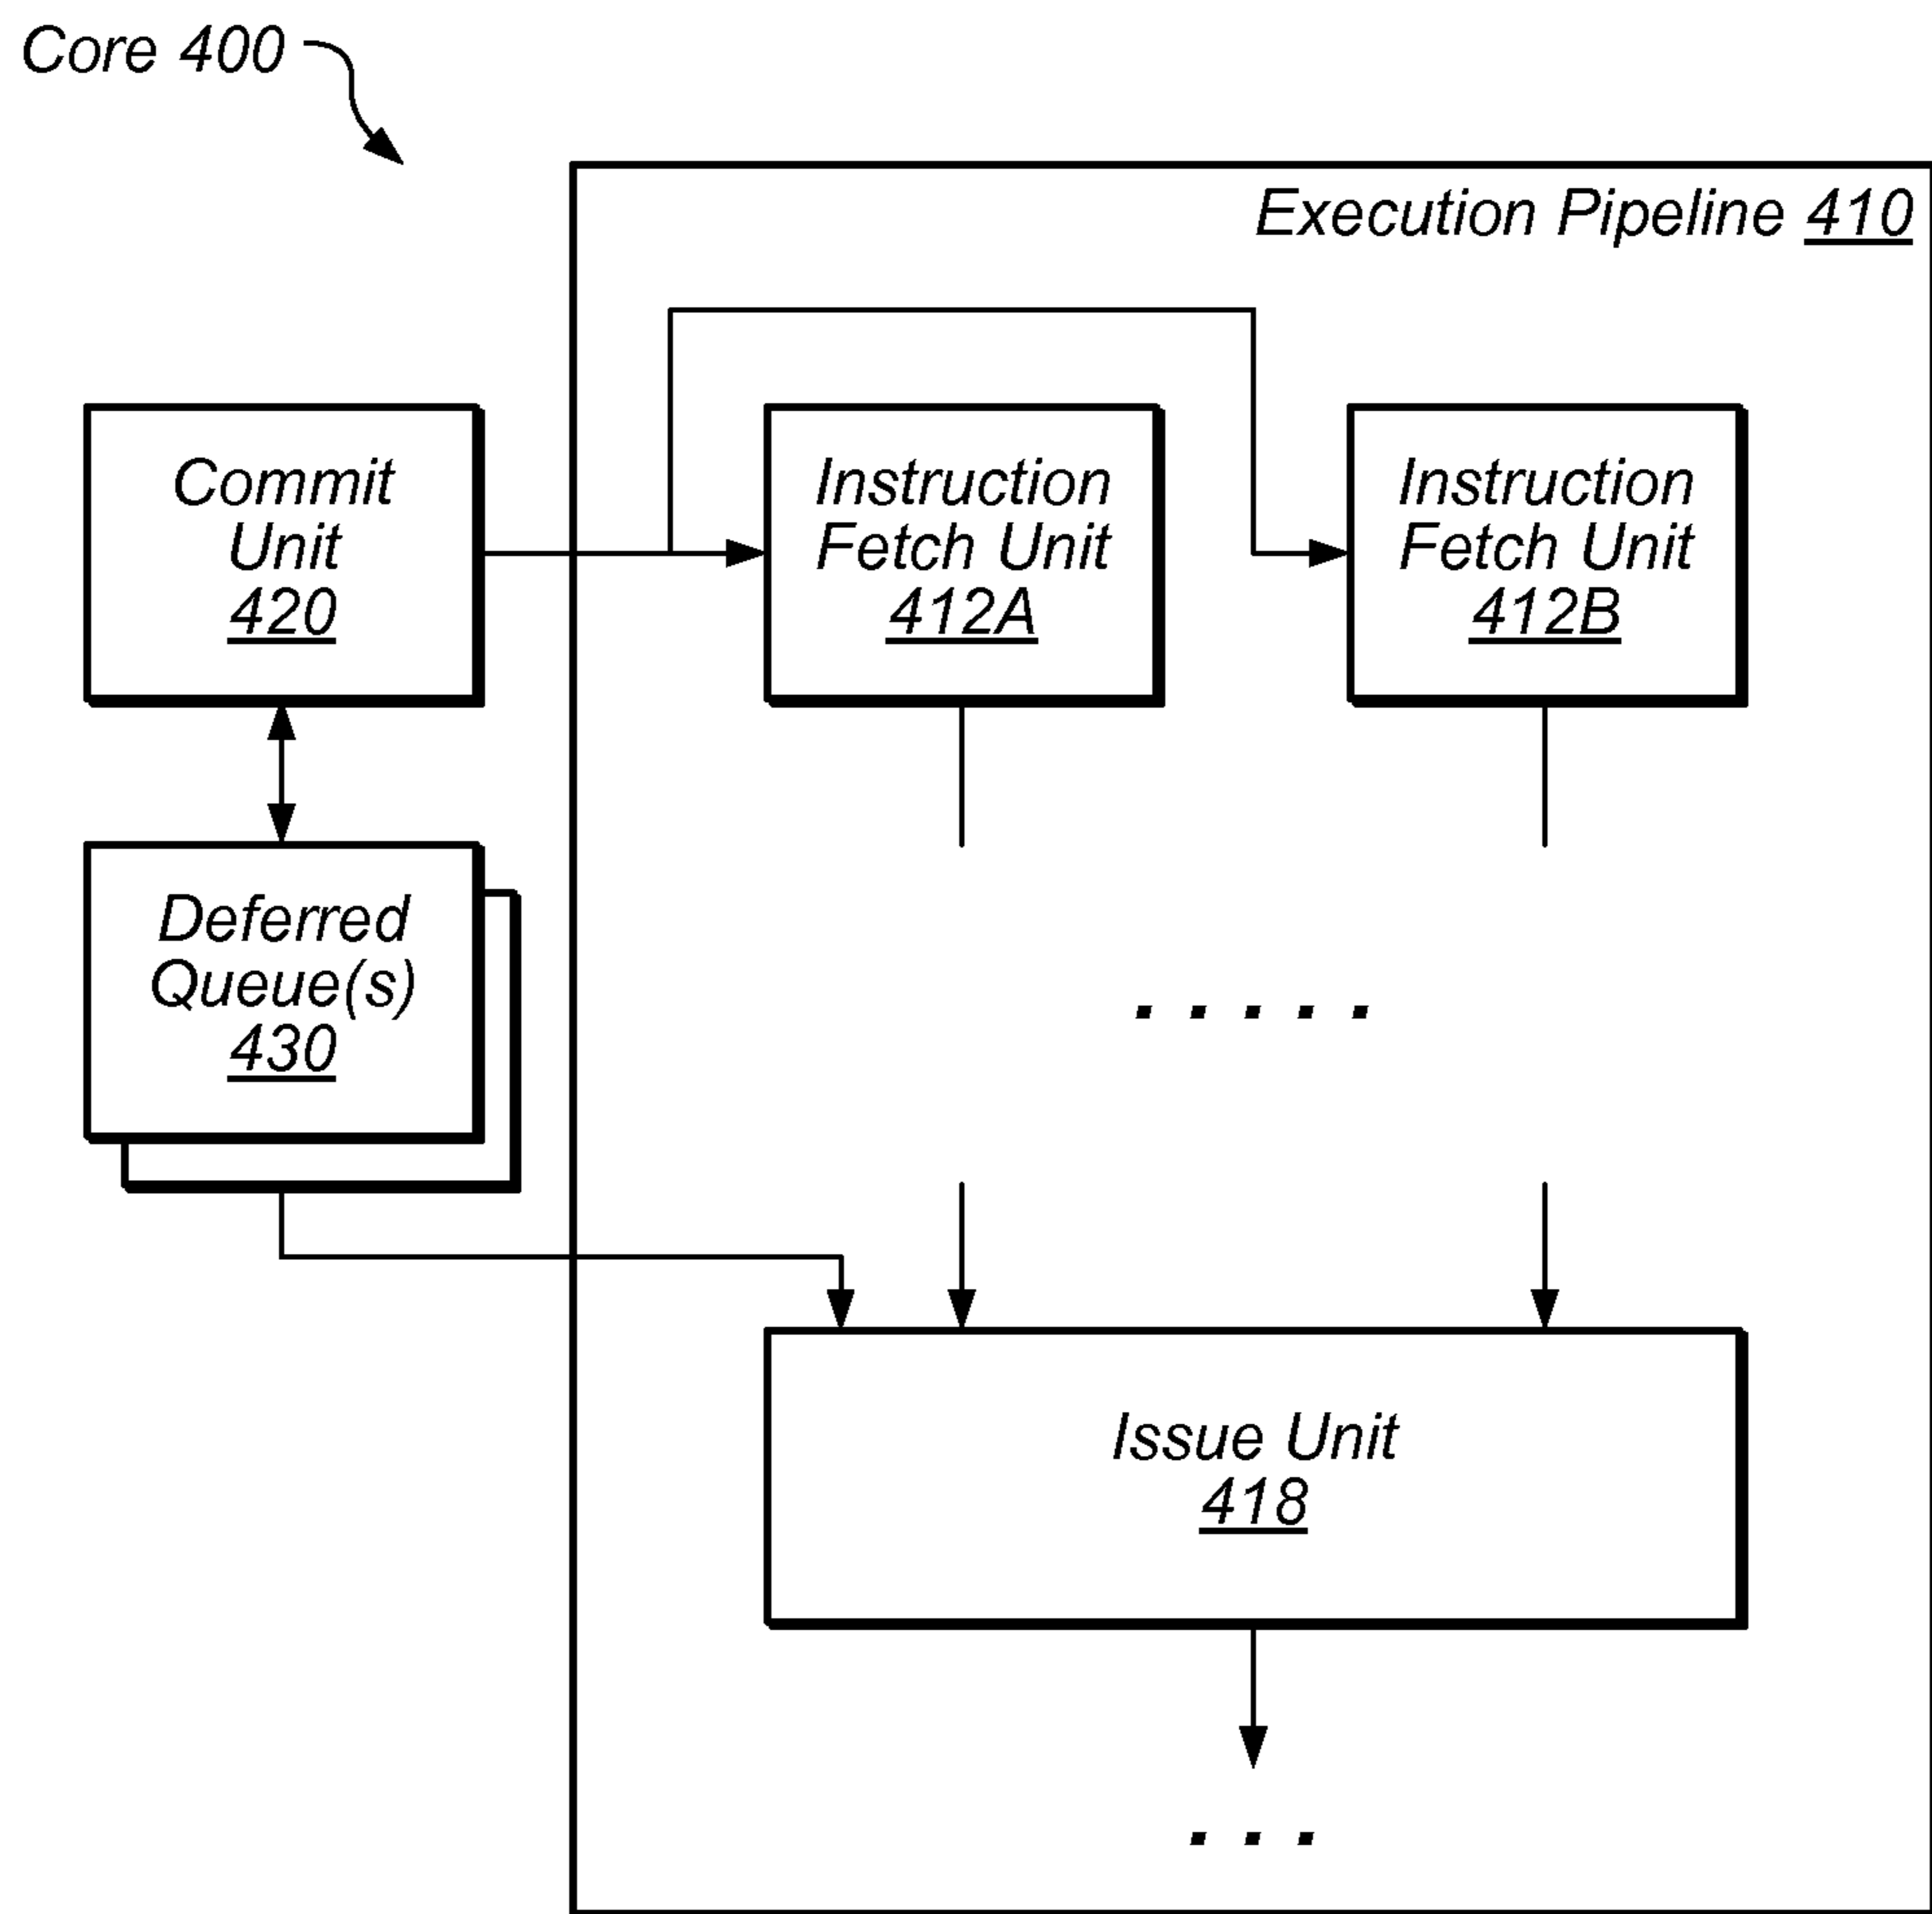 Core 400
Execution Pipeline 410
Commit
Unit
420
Instruction
Fetch Unit
412A
Instruction
Fetch Unit
412B
Deferred
Queue(s)
430
. . . . .
Issue Unit
418
. . .